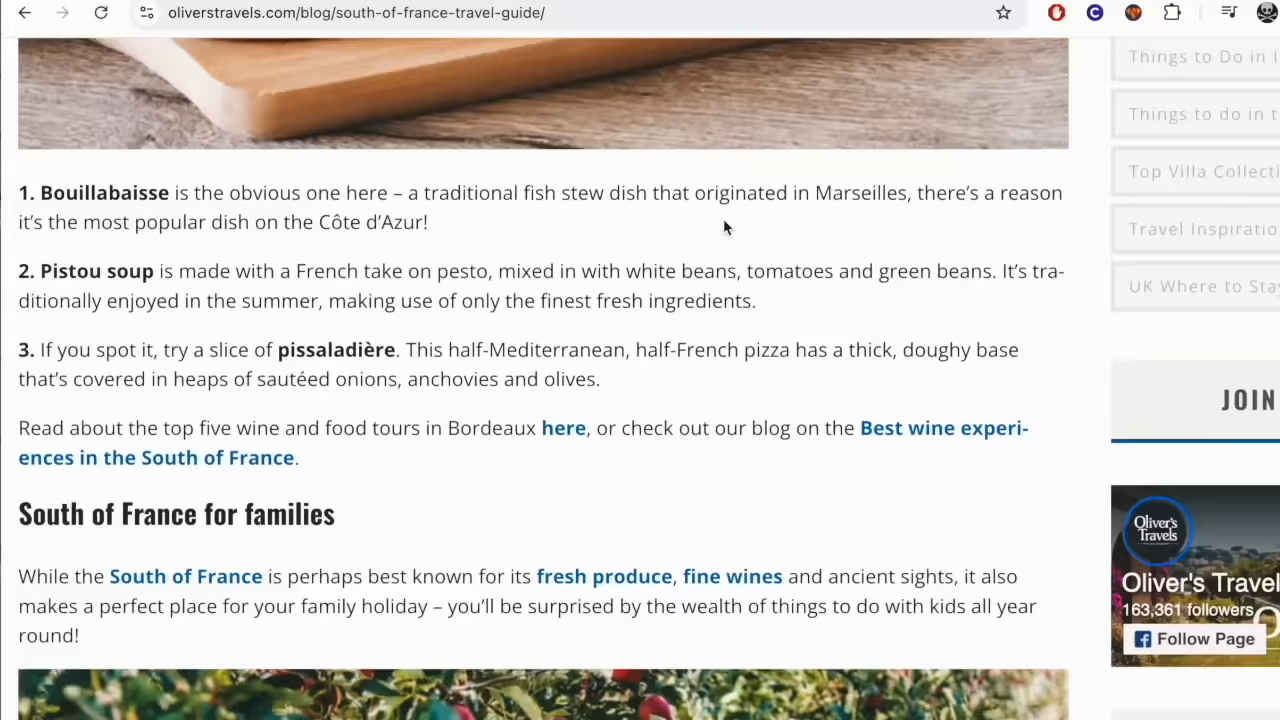 oliverstravels.com/blog/south-of-france-travel-guide/
1. Bouillabaisse is the obvious one here – a traditional fish stew dish that originated in Marseilles, there’s a reason
it’s the most popular dish on the Côte d’Azur!
2. Pistou soup is made with a French take on pesto, mixed in with white beans, tomatoes and green beans. It’s tra-
ditionally enjoyed in the summer, making use of only the finest fresh ingredients.
3. If you spot it, try a slice of pissaladière. This half-Mediterranean, half-French pizza has a thick, doughy base
that’s covered in heaps of sautéed onions, anchovies and olives.
Read about the top five wine and food tours in Bordeaux here, or check out our blog on the Best wine experi-
ences in the South of France.
South of France for families
While the South of France is perhaps best known for its fresh produce, fine wines and ancient sights, it also
makes a perfect place for your family holiday – you’ll be surprised by the wealth of things to do with kids all year
round!
Things to Do in
Things to do in
Top Villa
Travel
UK Where to
JOIN
Oliver's
Travels
Oliver's
163,361 followers
Follow Page